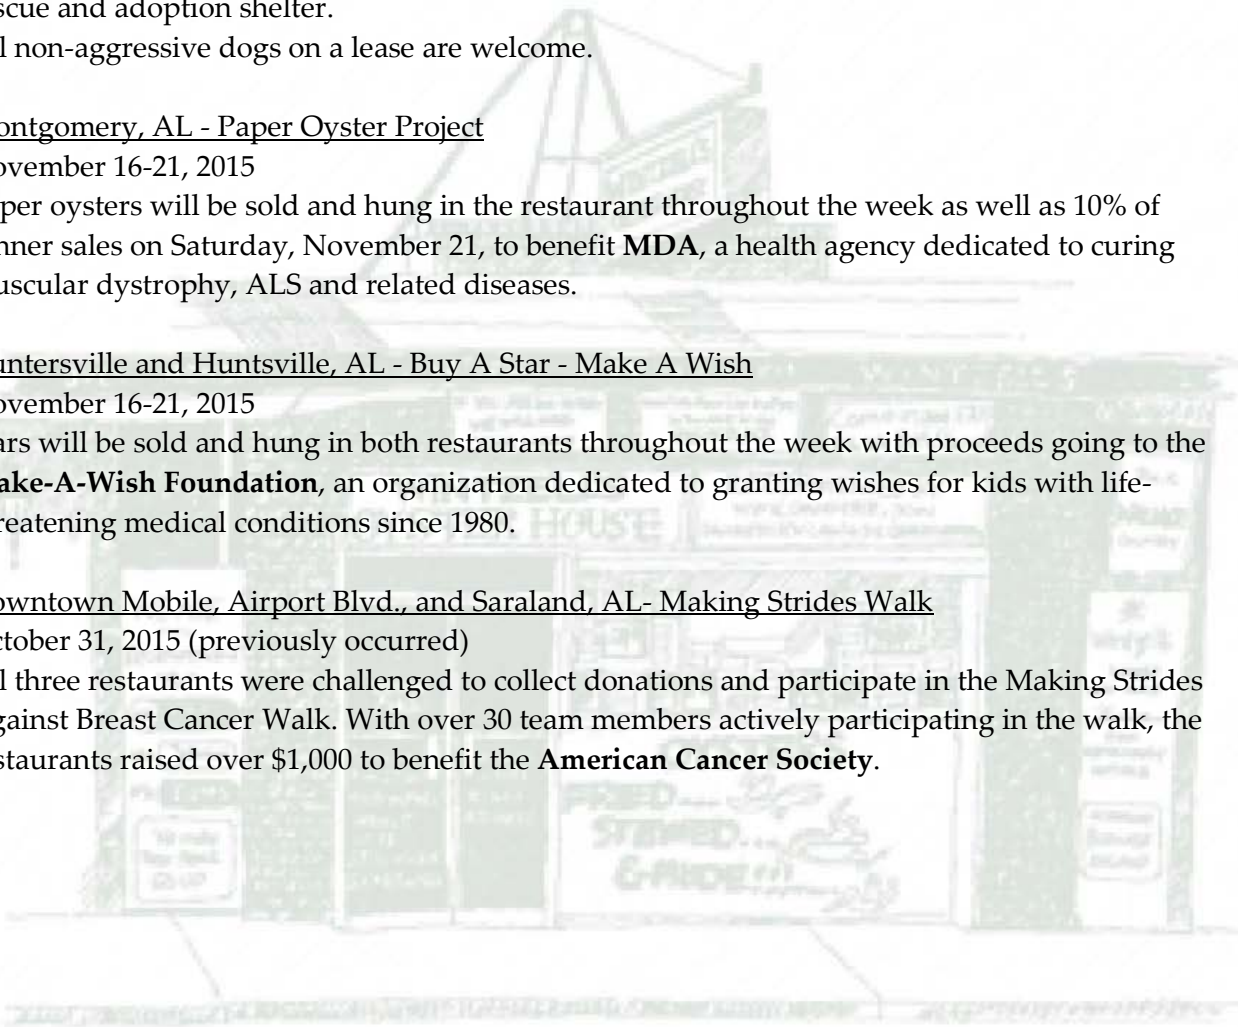 scue and adoption shelter.
l non-aggressive dogs on a lease are welcome.
ontgomery, AL - Paper Oyster Project
ovember 16-21, 2015
per oysters will be sold and hung in the restaurant throughout the week as well as 10% of
nner sales on Saturday, November 21, to benefit MDA, a health agency dedicated to curing
uscular dystrophy, ALS and related diseases.
untersville and Huntsville, AL - Buy A Star - Make A Wish
ovember 16-21, 2015
ars will be sold and hung in both restaurants throughout the week with proceeds going to the
ake-A-Wish Foundation, an organization dedicated to granting wishes for kids with life-
reatening medical conditions since 1980.
owntown Mobile, Airport Blvd., and Saraland, AL- Making Strides Walk
ctober 31, 2015 (previously occurred)
l three restaurants were challenged to collect donations and participate in the Making Strides
gainst Breast Cancer Walk. With over 30 team members actively participating in the walk, the
staurants raised over $1,000 to benefit the American Cancer Society.
HOUSE
FRIED...
STEWED...
& NUDE...